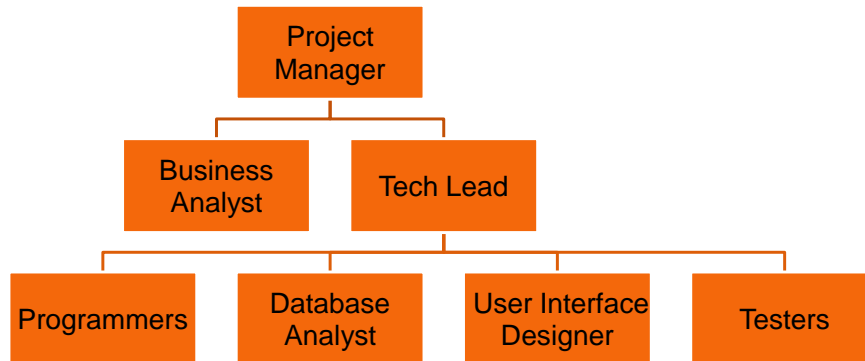 Project
Manager
Business
Analyst
Tech Lead
Programmers
Database
Analyst
User Interface
Designer
Testers